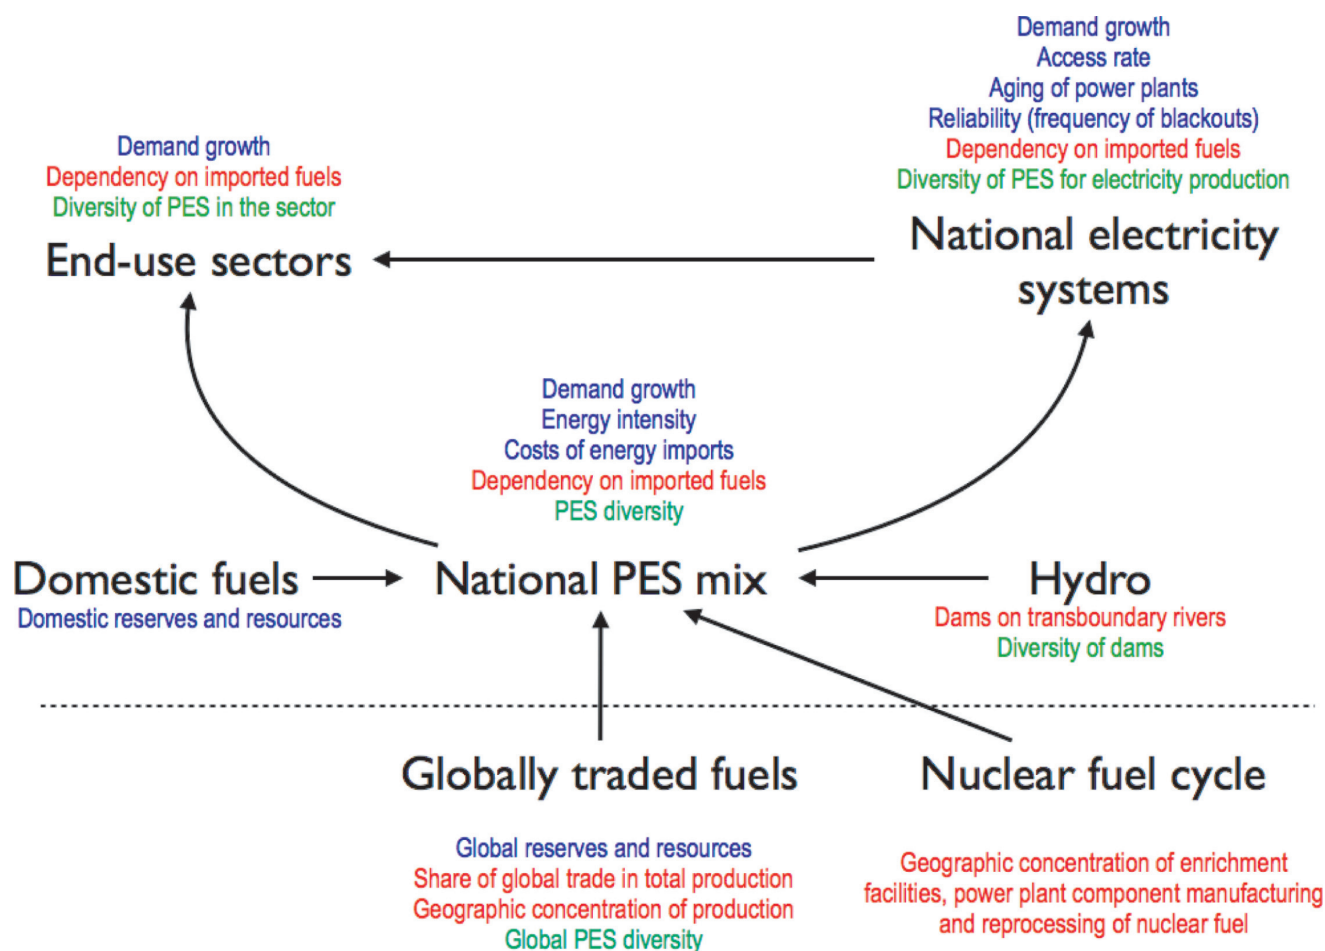 Demand growth
Access rate
Aging of power plants
Reliability (frequency of blackouts)
Dependency on imported fuels
Diversity of PES for electricity production
National electricity
systems
Demand growth
Dependency on imported fuels
Diversity of PES in the sector
End-use sectors
Demand growth
Energy intensity
Costs of energy imports
Dependency on imported fuels
PES diversity
National PES mix
Domestic fuels
Domestic reserves and resources
Hydro
Dams on transboundary rivers
Diversity of dams
Globally traded fuels
Global reserves and resources
Share of global trade in total production
Geographic concentration of production
Global PES diversity
Nuclear fuel cycle
Geographic concentration of enrichment
facilities, power plant component manufacturing
and reprocessing of nuclear fuel